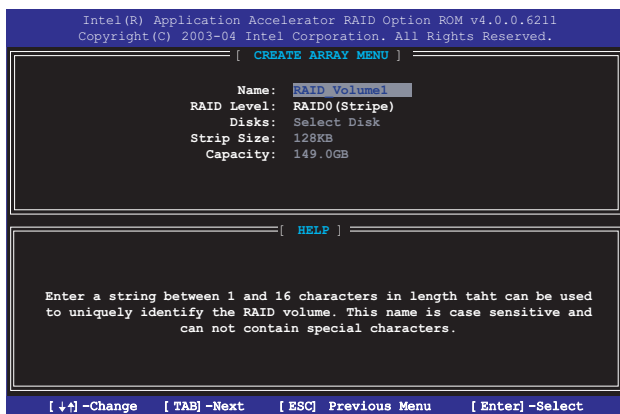 Intel(R) Application Accelerator RAID Option ROM v4.0.0.6211
Copyright(C) 2003-04 Intel Corporation. All Rights Reserved.
[ CREATE ARRAY MENU ]
Name: RAID Volume1
RAID Level: RAID0(Stripe)
Disks: Select Disk
Strip Size: 128KB
Capacity: 149.0GB
[ HELP ]
Enter a string between 1 and 16 characters in length taht can be used
to uniquely identify the RAID volume. This name is case sensitive and
can not contain special characters.
[↓↑]-Change [TAB]-Next [ESC] Previous Menu [Enter]-Select